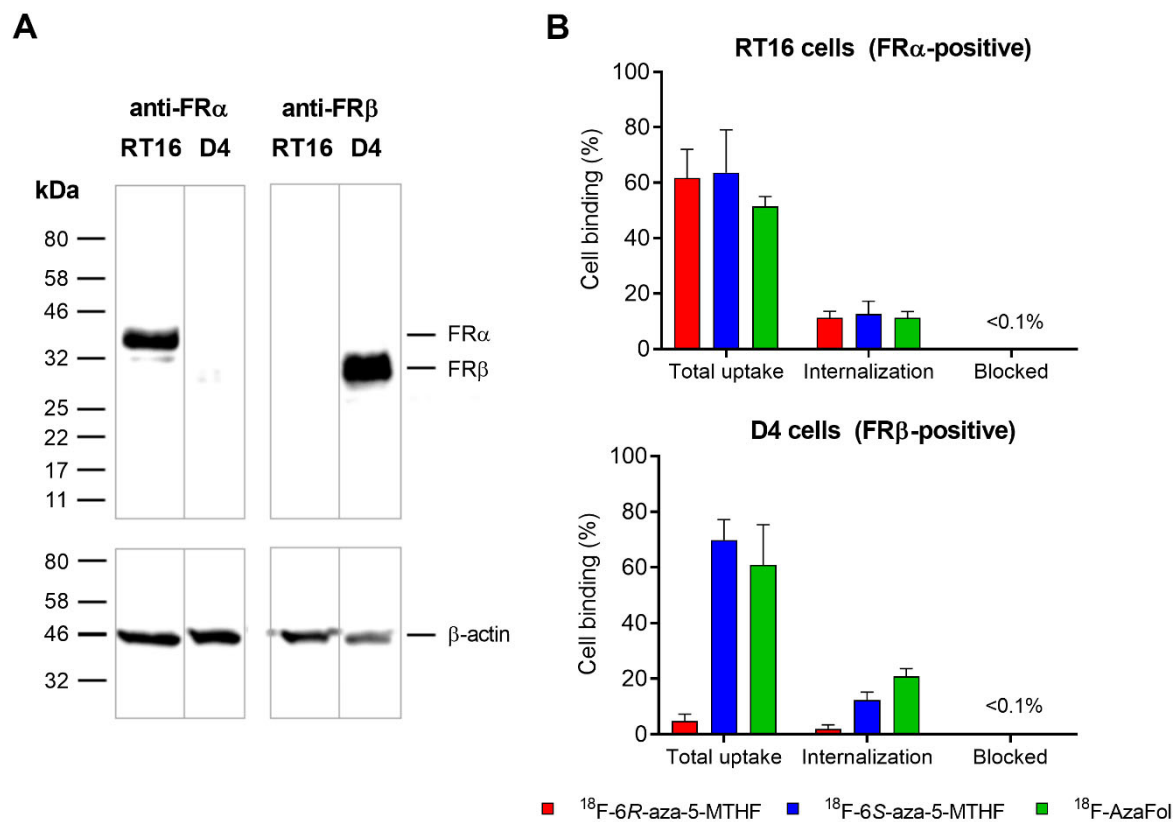 A
anti-FRα anti-FRβ
RT16 D4 RT16 D4
kDa
80
58
46
32
25
22
17
11
FRα
FRβ
80
58
46
32
β-actin
B
RT16 cells (FRα-positive)
Cell binding (%)
100
80
60
40
20
0
<0.1%
Total uptake Internalization Blocked
D4 cells (FRβ-positive)
Cell binding (%)
100
80
60
40
20
0
<0.1%
Total uptake Internalization Blocked
¹⁸F-6R-aza-5-MTHF ¹⁸F-6S-aza-5-MTHF ¹⁸F-AzaFol